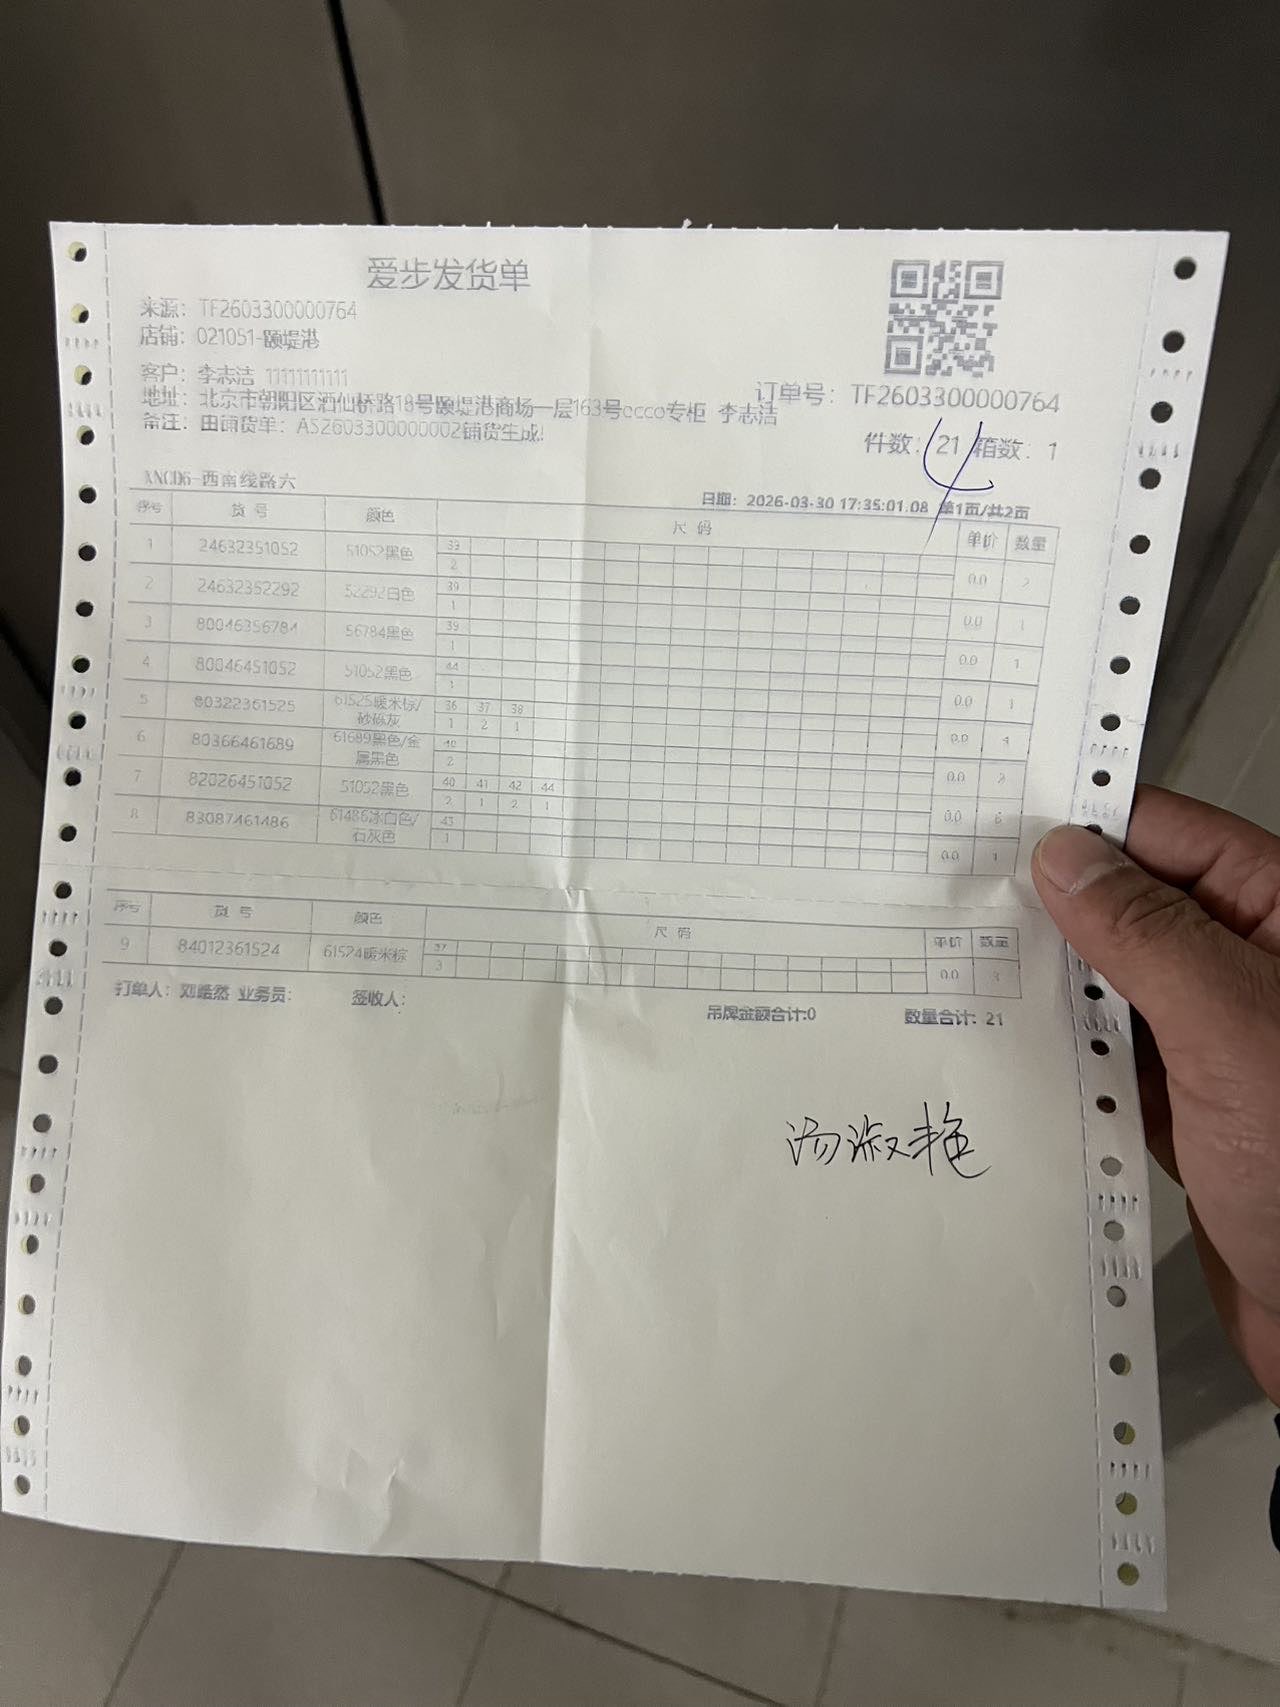 爱步发货单
来源：TF2603300000764
店铺：021051-颐堤港
客户：李志洁 11111111111
订单号：TF2603300000764
地址：北京市朝阳区酒仙桥路18号颐堤港商场一层163号ecco专柜 李志洁
备注：由铺货单：AS2603300000002铺货生成!
件数：21 箱数：1
XNCD6-西南线路六
日期：2026-03-30 17:35:01.08 第1页/共2页
序号 货 号 颜色 尺 码 单价 数量
1 24632351052 51052黑色 39 2 0.0 2
2 24632352292 52292白色 39 1 0.0 1
3 80046356784 56784黑色 39 1 0.0 1
4 80046451052 51052黑色 44 1 0.0 1
5 80322361525 61525暖米棕/砂砾灰 36 37 38 1 2 1 0.0 4
6 80366461689 61689黑色/金属黑色 40 2 0.0 2
7 82026451052 51052黑色 40 41 42 44 2 1 2 1 0.0 6
8 83087461486 61486冰白色/石灰色 43 1 0.0 1
序号 货 号 颜色 尺 码 单价 数量
9 84012361524 61524暖米棕 37 3 0.0 3
打单人：刘皓然 业务员： 签收人： 吊牌金额合计:0 数量合计：21
汤淑艳